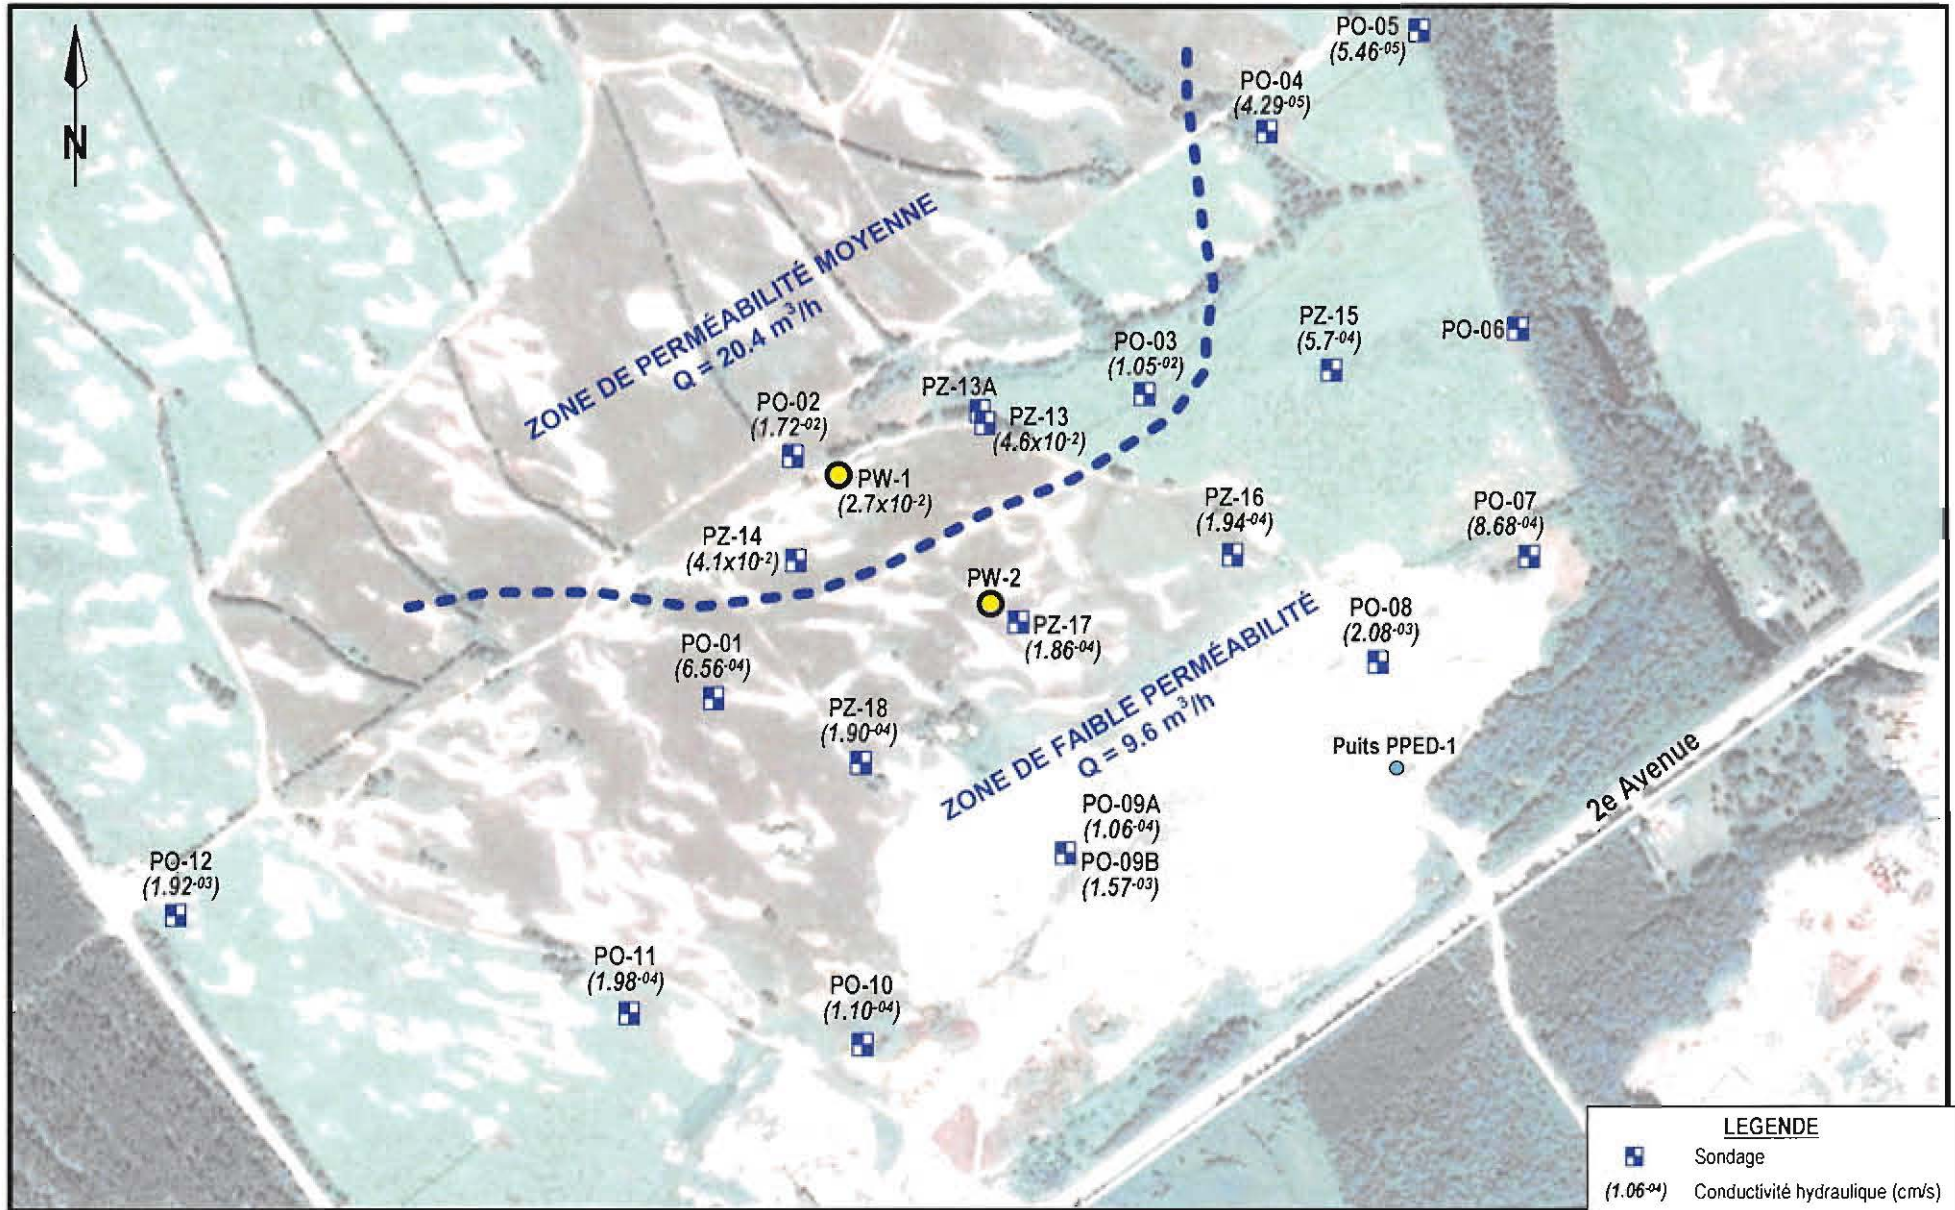 N
PO-05
(5.46-05)
PO-04
(4.29-05)
ZONE DE PERMÉABILITÉ MOYENNE
Q = 20.4 m³/h
PZ-15
(5.7-04)
PO-06
PO-03
(1.05-02)
PZ-13A
PZ-13
(4.6x10-2)
PO-02
(1.72-02)
PW-1
(2.7x10-2)
PZ-16
(1.94-04)
PO-07
(8.68-04)
PZ-14
(4.1x10-2)
PW-2
PZ-17
(1.86-04)
PO-08
(2.08-03)
PO-01
(6.56-04)
PZ-18
(1.90-04)
ZONE DE FAIBLE PERMÉABILITÉ
Q = 9.6 m³/h
Puits PPED-1
2e Avenue
PO-09A
(1.06-04)
PO-09B
(1.57-03)
PO-12
(1.92-03)
PO-11
(1.98-04)
PO-10
(1.10-04)
LEGENDE
Sondage
(1.06-04) Conductivité hydraulique (cm/s)